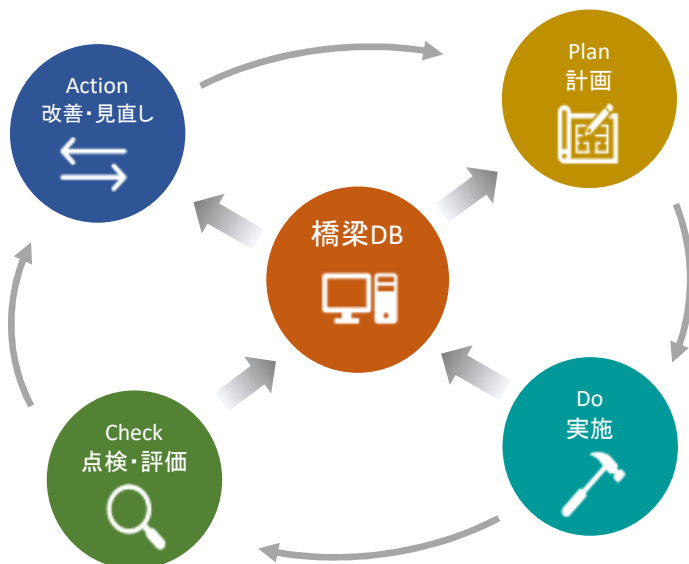 Action
改善・見直し
Plan
計画
橋梁DB
Check
点検・評価
Do
実施